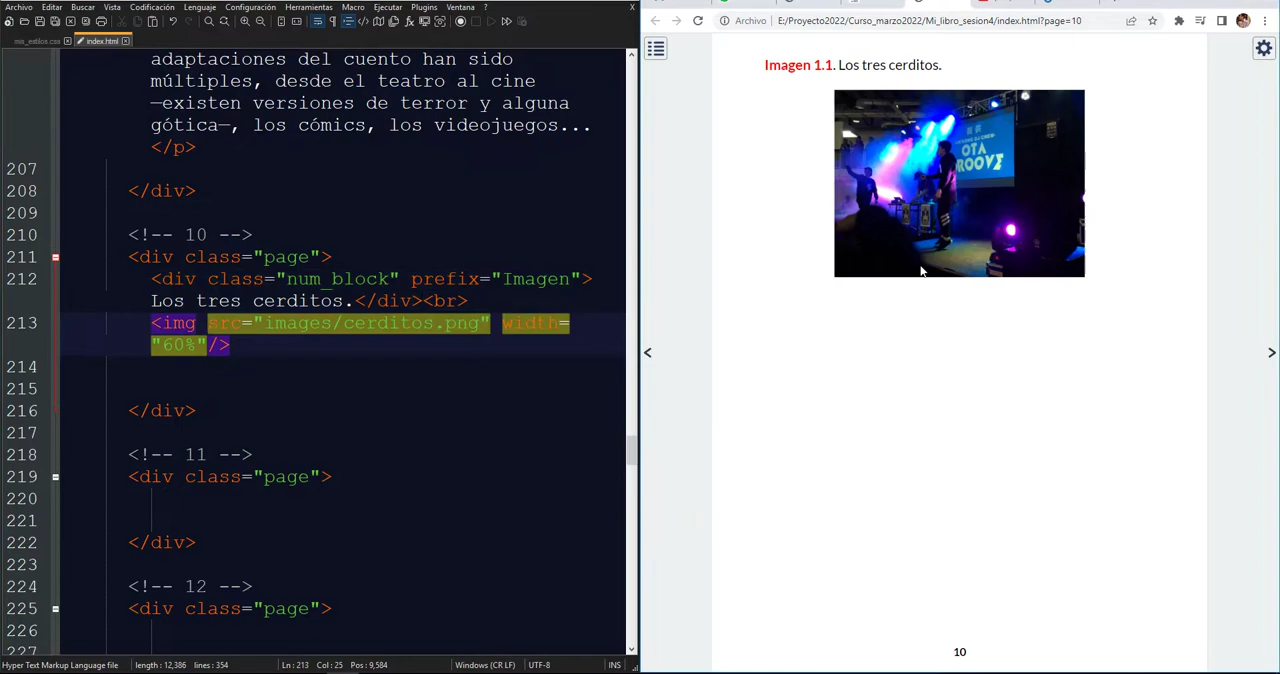 Archivo Editar Buscar Vista Codificación Lenguaje Configuración Herramientas Macro Ejecutar Plugins Ventana ? X
mis_estilos.css index.html
Archivo E:/Proyecto2022/Curso_marzo2022/Mi_libro_sesion4/index.html?page=10
adaptaciones del cuento han sido
múltiples, desde el teatro al cine
—existen versiones de terror y alguna
gótica—, los cómics, los videojuegos...
</p>
207
208 </div>
209
210 <!-- 10 -->
211 <div class="page">
212 <div class="num_block" prefix="Imagen">
Los tres cerditos.</div><br>
213 <img src="images/cerditos.png" width=
"60%"/>
214
215
216 </div>
217
218 <!-- 11 -->
219 <div class="page">
220
221
222 </div>
223
224 <!-- 12 -->
225 <div class="page">
226
227
Hyper Text Markup Language file length : 12,386 lines : 354 Ln : 213 Col : 25 Pos : 9,584 Windows (CR LF) UTF-8 INS
Imagen 1.1. Los tres cerditos.
OTA
GROOVE
10